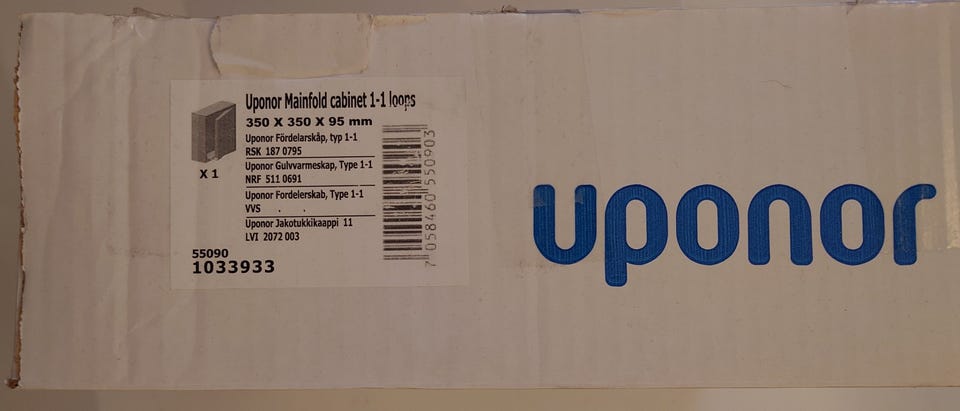 Uponor Mainfold cabinet 1-1 loops
350 X 350 X 95 mm
Uponor Fördelarskåp, typ 1-1
RSK 187 0795
Uponor Gulvvarmeskap, Type 1-1
NRF 511 0691
Uponor Fordelerskab, Type 1-1
VVS . .
Uponor Jakotukkikaappi 11
LVI 2072 003
X 1
55090
1033933
7 058460 550903
uponor